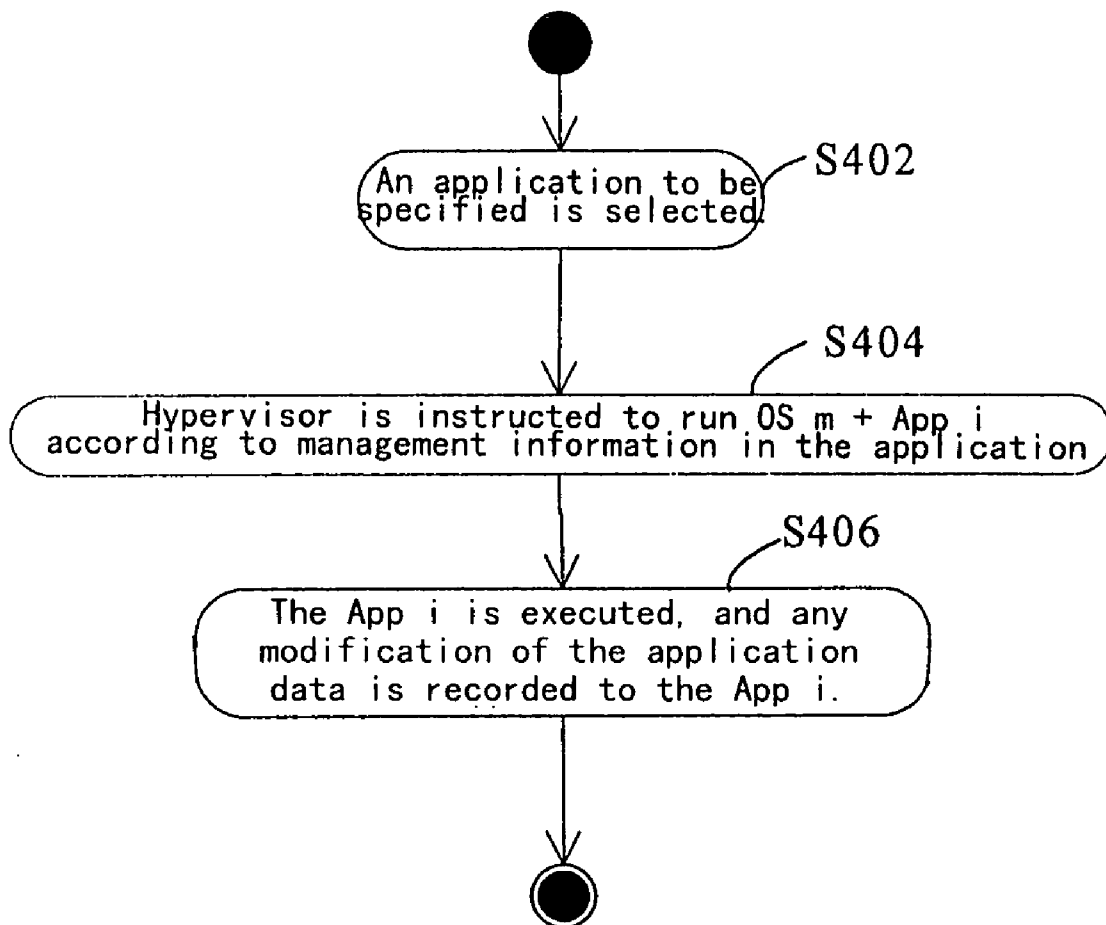 S402
An application to be
specified is selected.
S404
Hypervisor is instructed to run OS m + App i
according to management information in the application
S406
The App i is executed, and any
modification of the application
data is recorded to the App i.